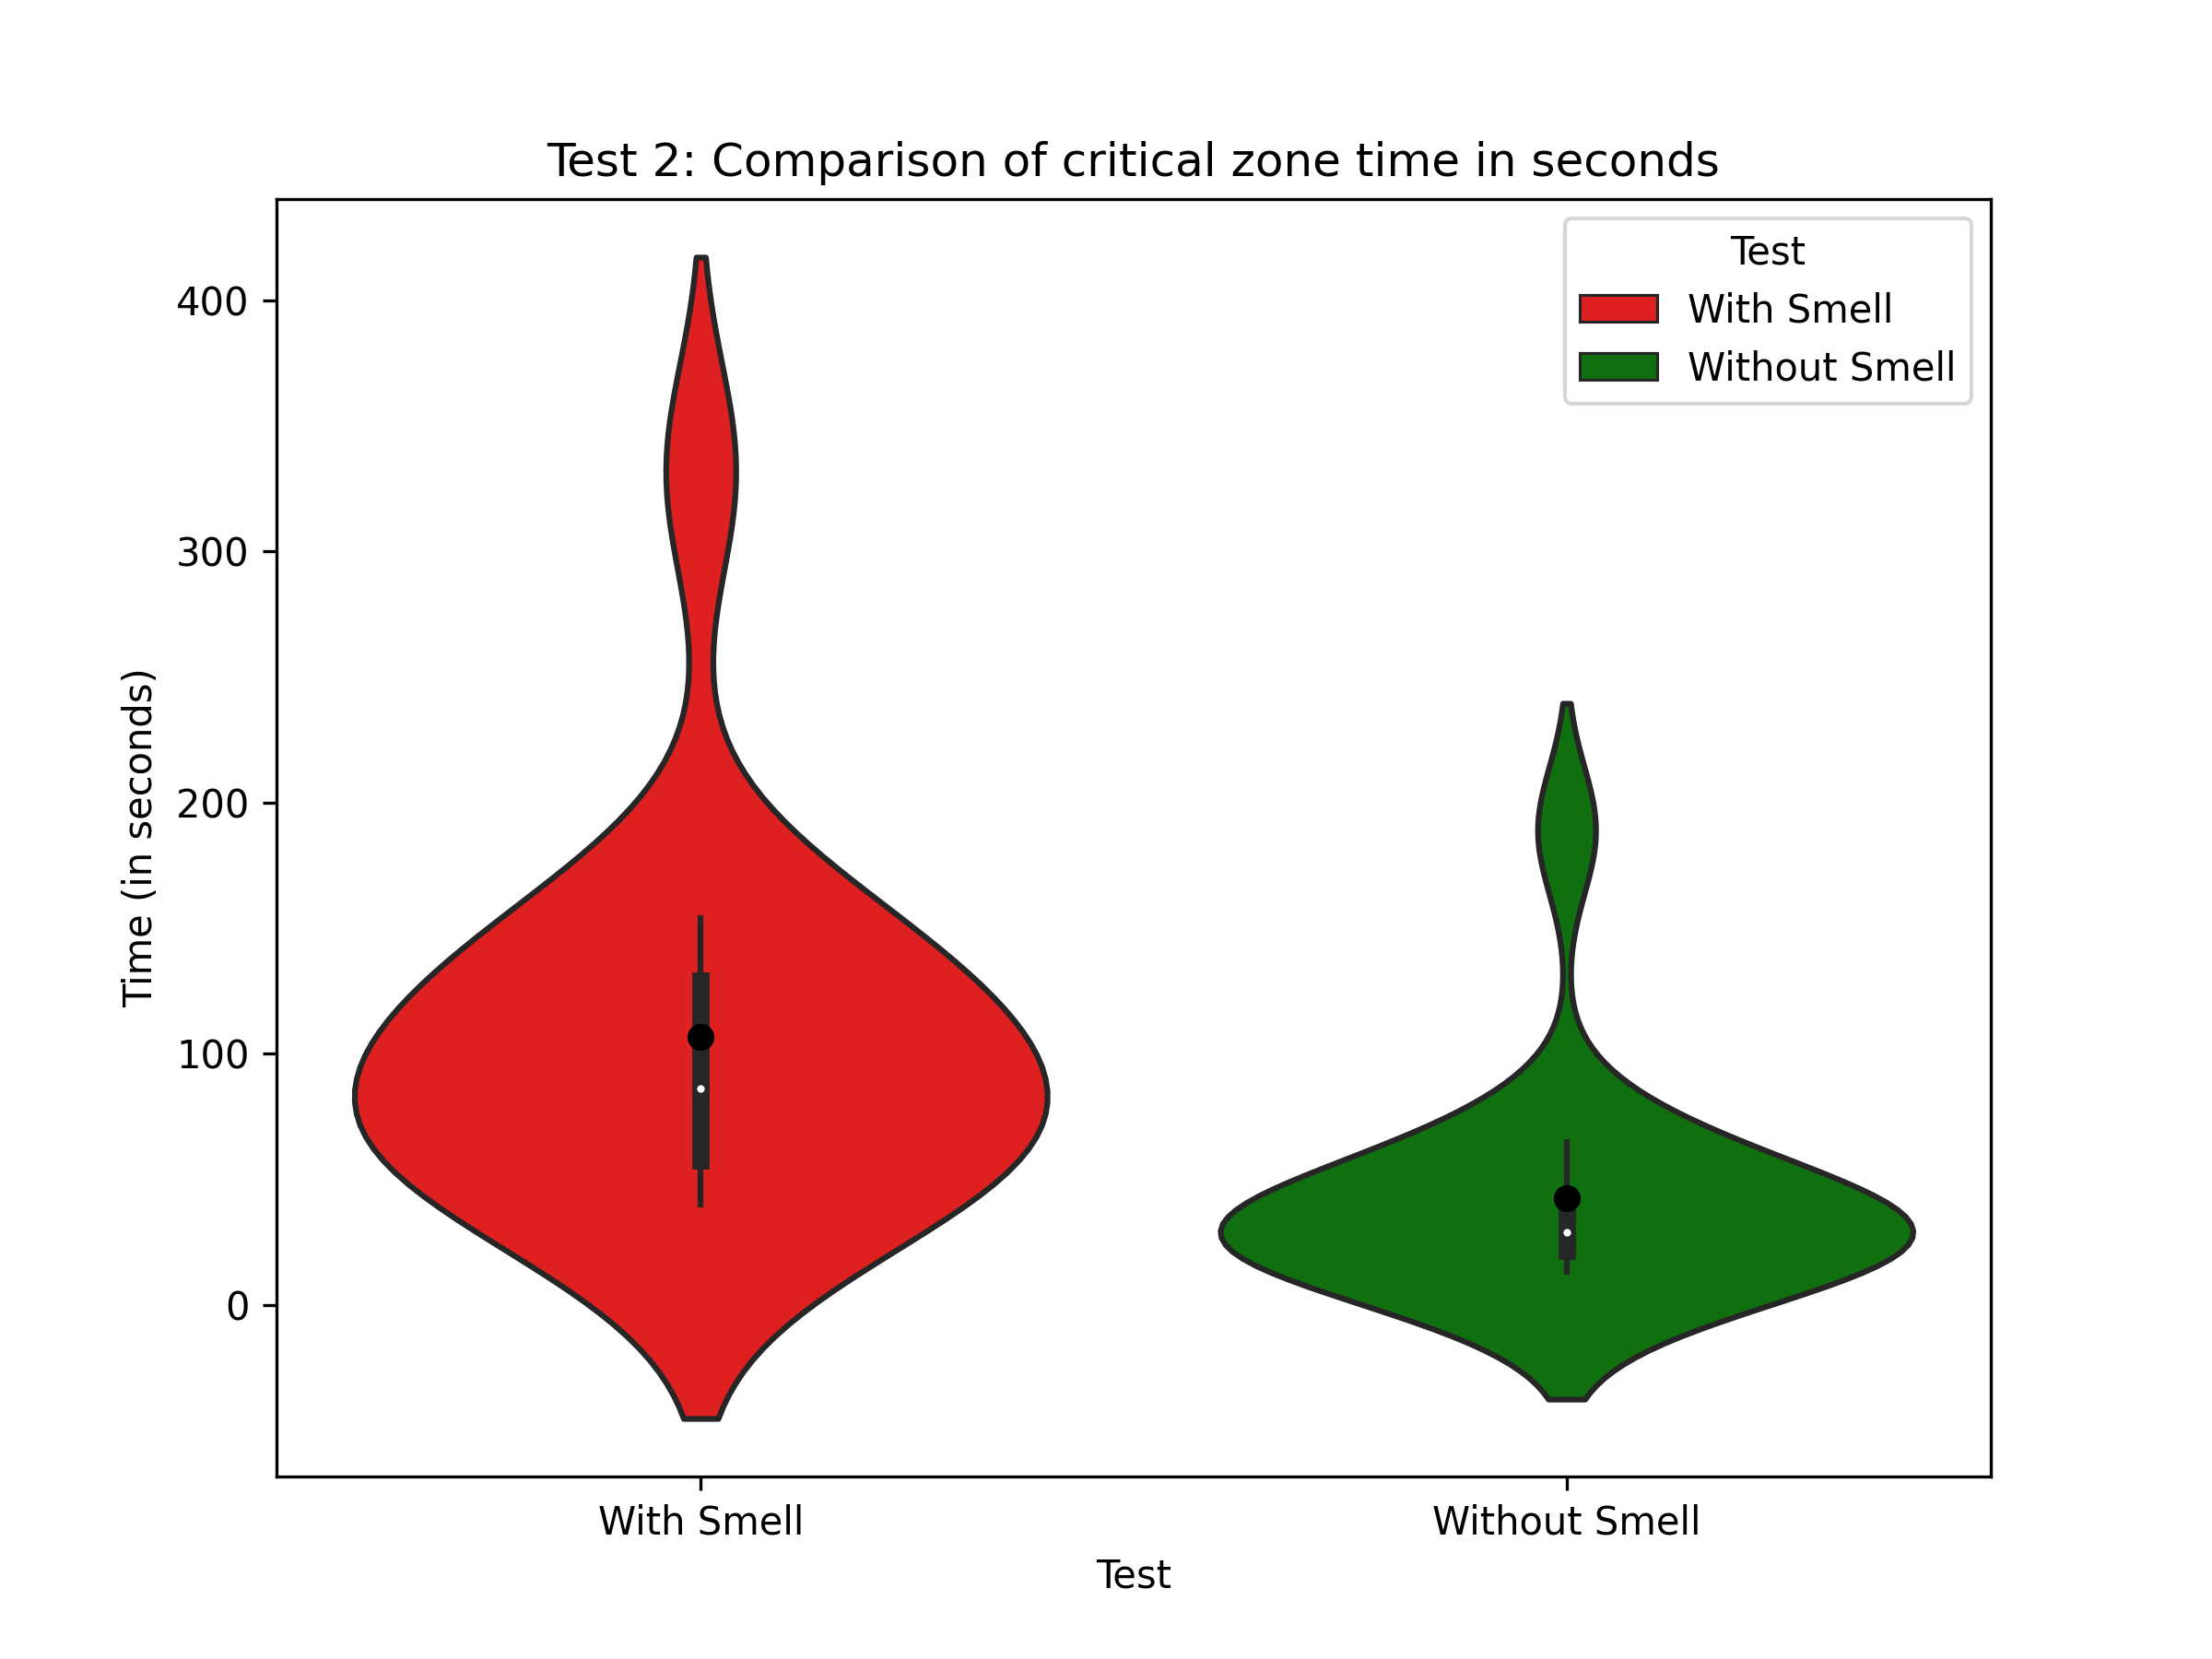 Test 2: Comparison of critical zone time in seconds
Test
With Smell
Without Smell
Time (in seconds)
400
300
200
100
0
With Smell
Without Smell
Test